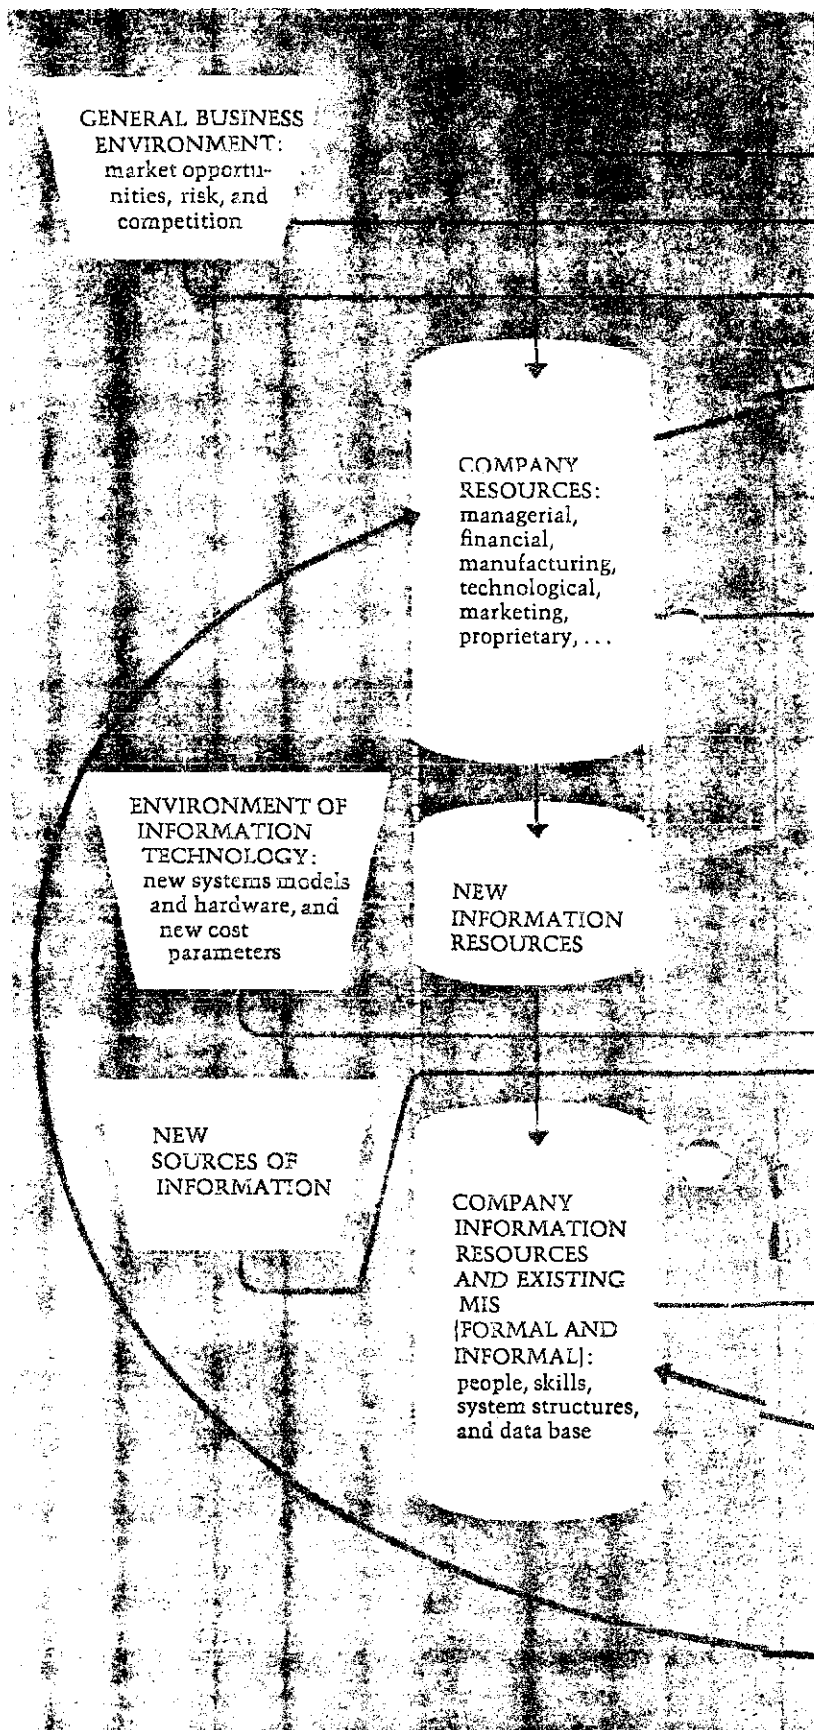 GENERAL BUSINESS
ENVIRONMENT:
market opportu-
nities, risk, and
competition
COMPANY
RESOURCES:
managerial,
financial,
manufacturing,
technological,
marketing,
proprietary, ...
ENVIRONMENT OF
INFORMATION
TECHNOLOGY:
new systems models
and hardware, and
new cost
parameters
NEW
INFORMATION
RESOURCES
NEW
SOURCES OF
INFORMATION
COMPANY
INFORMATION
RESOURCES
AND EXISTING
MIS
(FORMAL AND
INFORMAL):
people, skills,
system structures,
and data base